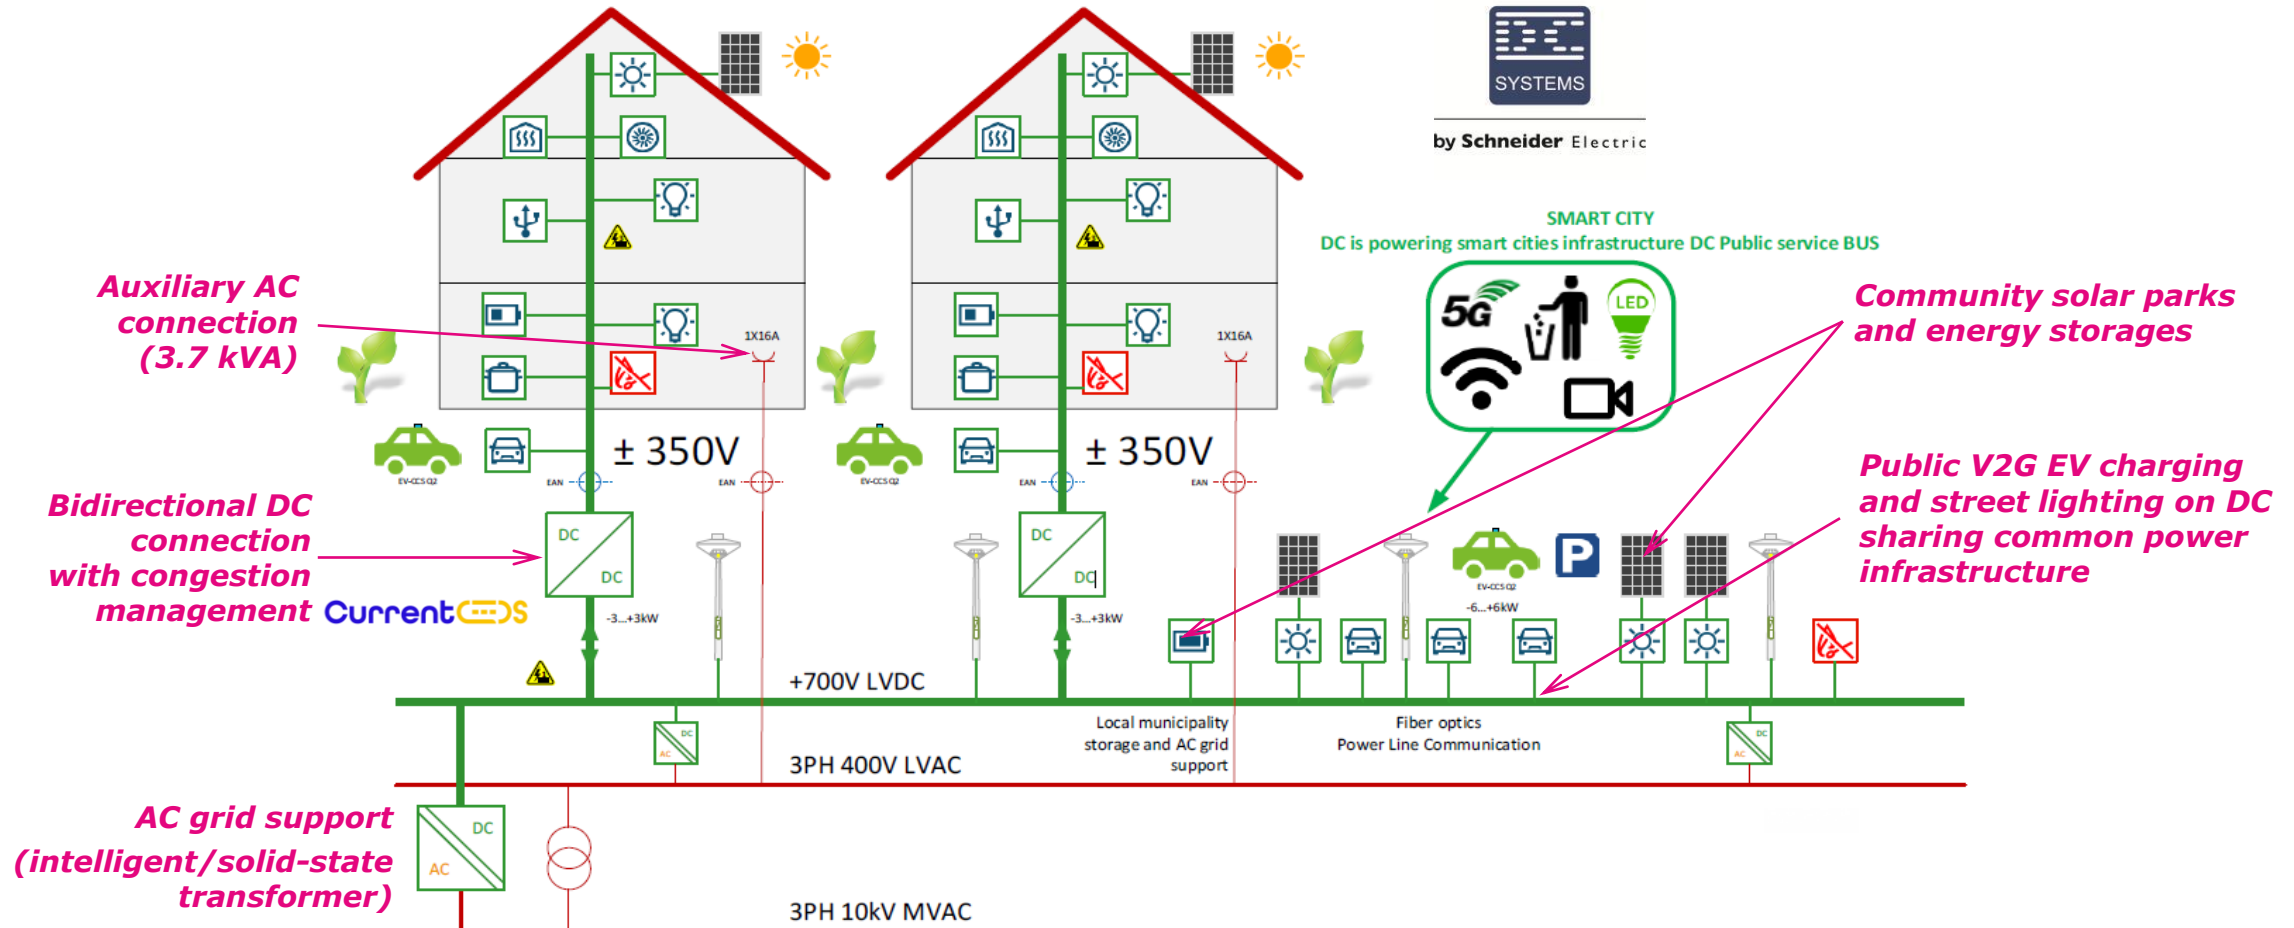 DC
SYSTEMS
by Schneider Electric
SMART CITY
DC is powering smart cities infrastructure DC Public service BUS
5G
LED
Auxiliary AC
connection
(3.7 kVA)
1X16A
1X16A
Community solar parks
and energy storages
± 350V
± 350V
EV-CCS Q2
EV-CCS Q2
EAN
EAN
EAN
EAN
Bidirectional DC
connection
with congestion
management
CurrentOS
DC
DC
-3...+3kW
DC
DC
-3...+3kW
Public V2G EV charging
and street lighting on DC
sharing common power
infrastructure
P
EV-CCS Q2
-6...+6kW
+700V LVDC
DC
AC
Local municipality
storage and AC grid
support
Fiber optics
Power Line Communication
DC
AC
3PH 400V LVAC
AC grid support
(intelligent/solid-state
transformer)
DC
AC
3PH 10kV MVAC